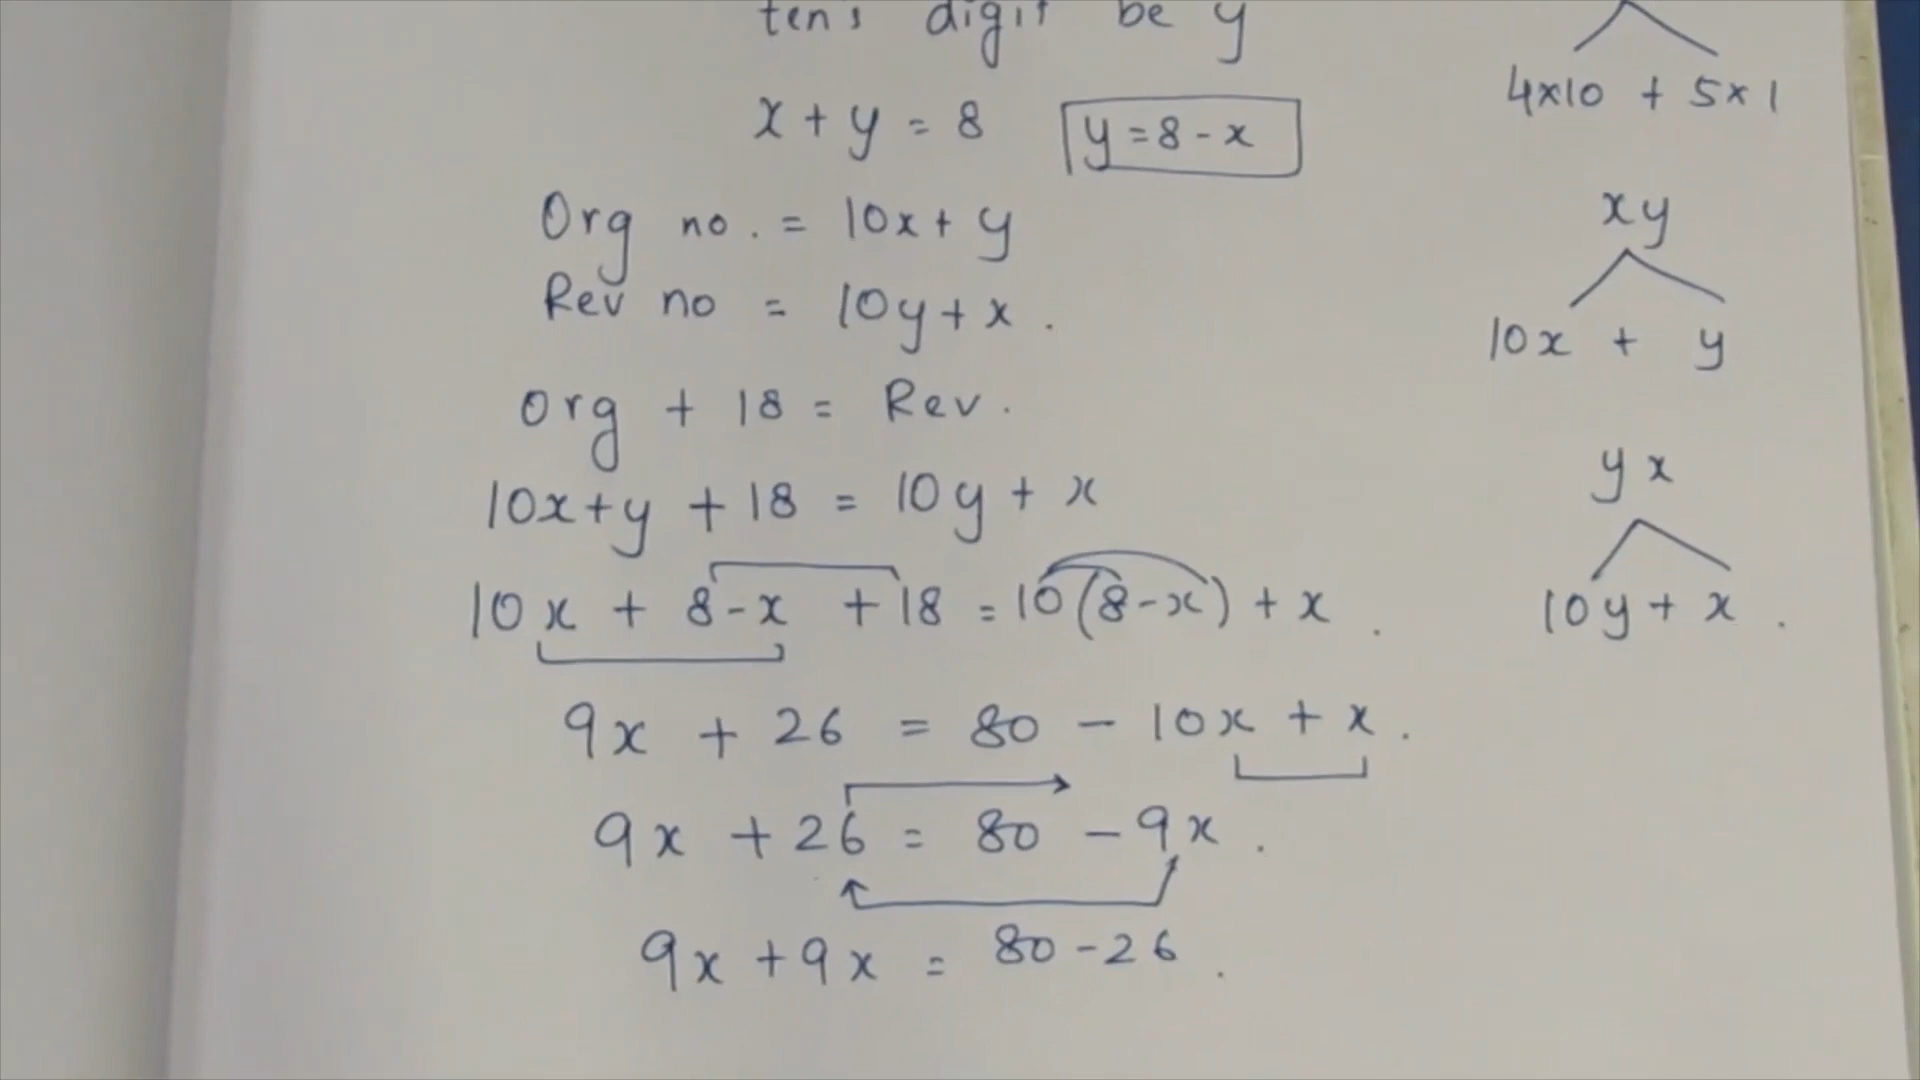 ten's digit be y
x + y = 8 y = 8 - x
Org no. = 10x + y
Rev no = 10y + x .
Org + 18 = Rev.
10x + y + 18 = 10y + x
10x + 8 - x + 18 = 10(8 - x) + x .
9x + 26 = 80 - 10x + x .
9x + 26 = 80 - 9x .
9x + 9x = 80 - 26 .
4x10 + 5x1
xy
10x + y
yx
10y + x .